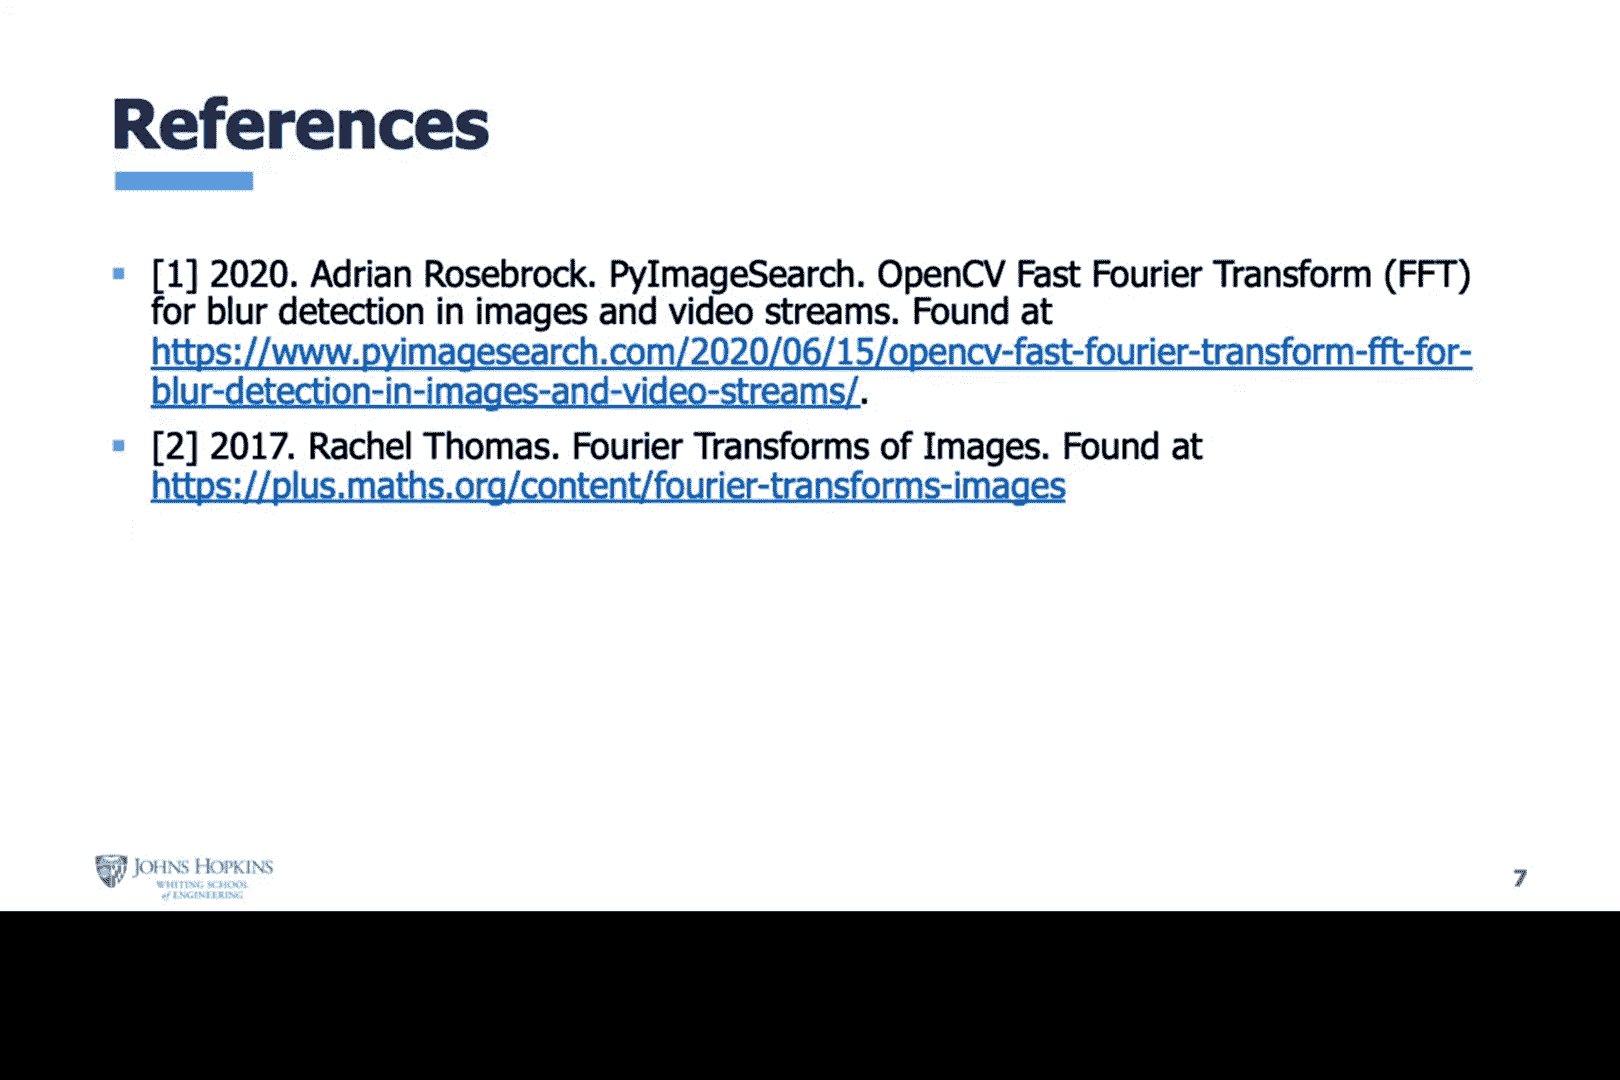 References
[1] 2020. Adrian Rosebrock. PyImageSearch. OpenCV Fast Fourier Transform (FFT)
for blur detection in images and video streams. Found at
https://www.pyimagesearch.com/2020/06/15/opencv-fast-fourier-transform-fft-for-
blur-detection-in-images-and-video-streams/.
[2] 2017. Rachel Thomas. Fourier Transforms of Images. Found at
https://plus.maths.org/content/fourier-transforms-images
JOHNS HOPKINS
WHITING SCHOOL
of ENGINEERING
7